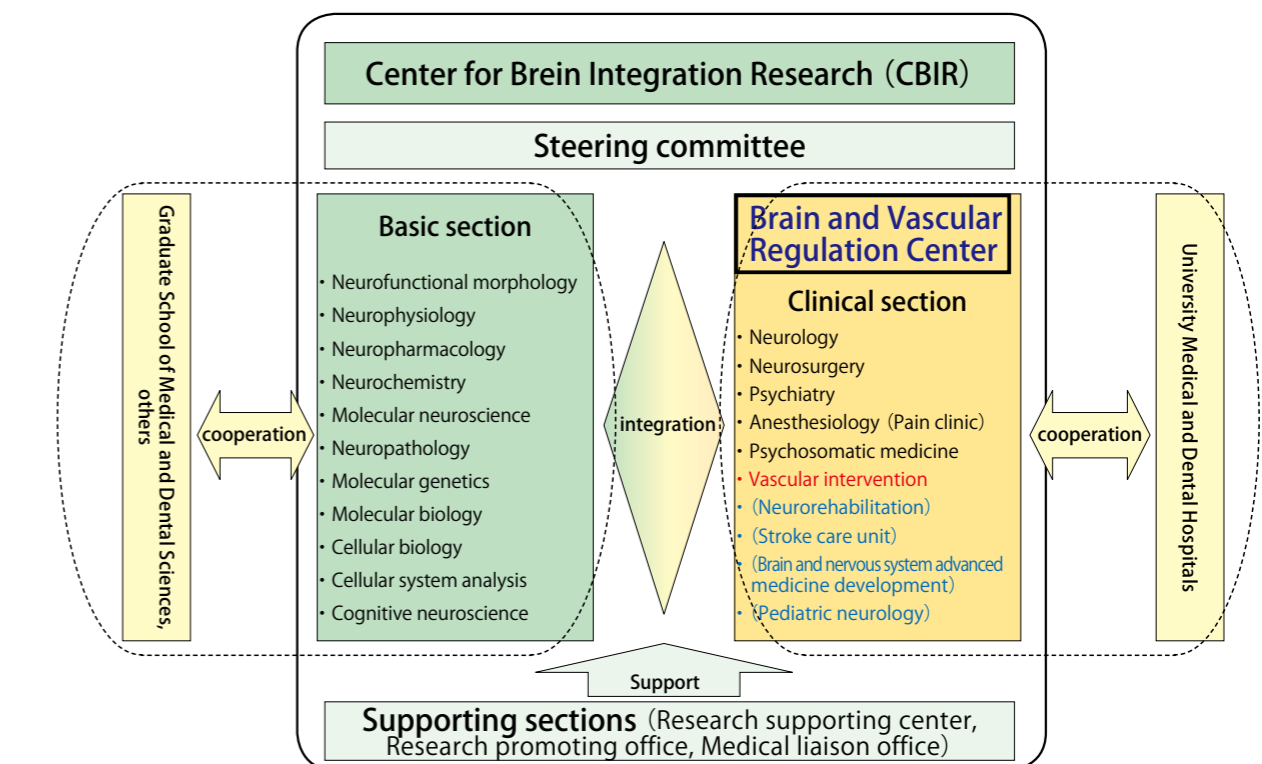 Center for Brein Integration Research（CBIR）
Steering committee
Graduate School of Medical and Dental Sciences,
others
cooperation
Basic section
・Neurofunctional morphology
・Neurophysiology
・Neuropharmacology
・Neurochemistry
・Molecular neuroscience
・Neuropathology
・Molecular genetics
・Molecular biology
・Cellular biology
・Cellular system analysis
・Cognitive neuroscience
integration
Brain and Vascular
Regulation Center
Clinical section
・Neurology
・Neurosurgery
・Psychiatry
・Anesthesiology（Pain clinic）
・Psychosomatic medicine
・Vascular intervention
・（Neurorehabilitation）
・（Stroke care unit）
・（Brain and nervous system advanced
medicine development）
・（Pediatric neurology）
cooperation
University Medical and Dental Hospitals
Support
Supporting sections（Research supporting center,
Research promoting office, Medical liaison office）